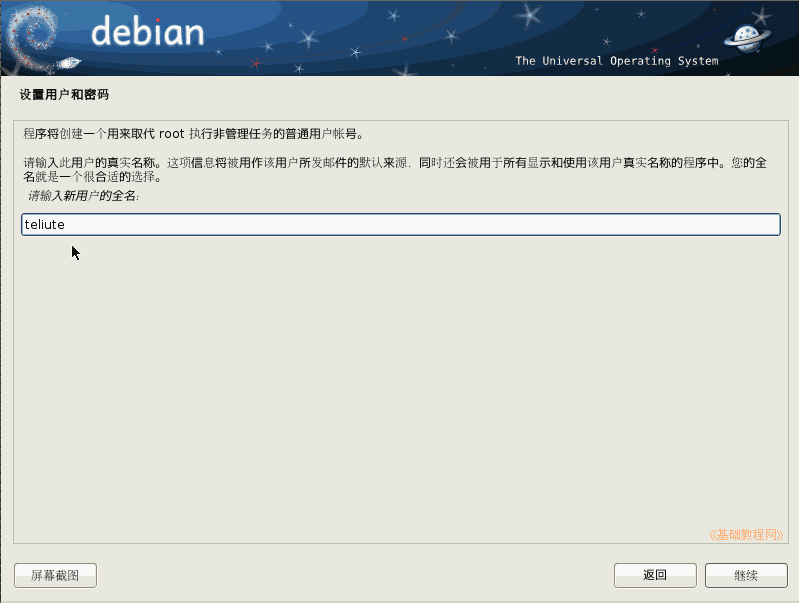 debian
The Universal Operating System
设置用户和密码
程序将创建一个用来取代 root 执行非管理任务的普通用户帐号。
请输入此用户的真实名称。这项信息将被用作该用户所发邮件的默认来源，同时还会被用于所有显示和使用该用户真实名称的程序中。您的全
名就是一个很合适的选择。
请输入新用户的全名:
teliute
《基础教程网》
屏幕截图
返回
继续